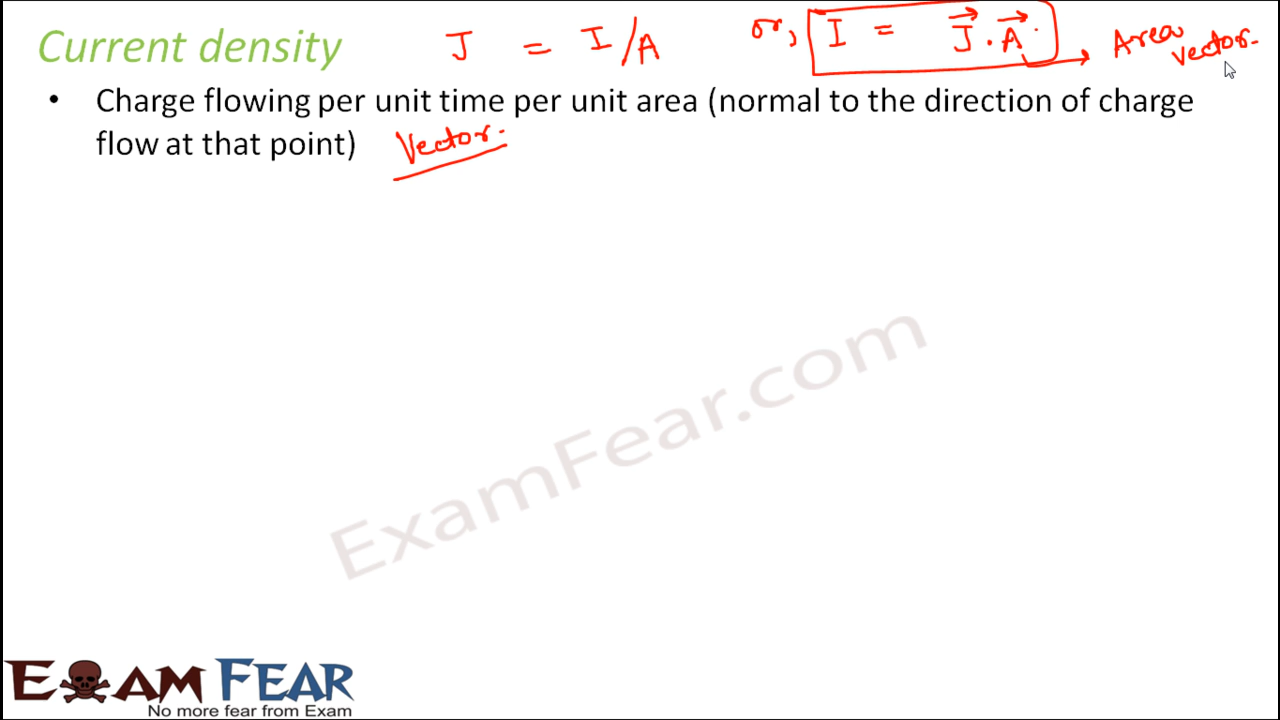 Current density J = I/A or, I = J⃗ . A⃗ . → Area vector.
• Charge flowing per unit time per unit area (normal to the direction of charge
flow at that point) Vector.
ExamFear.com
EXAM FEAR
No more fear from Exam